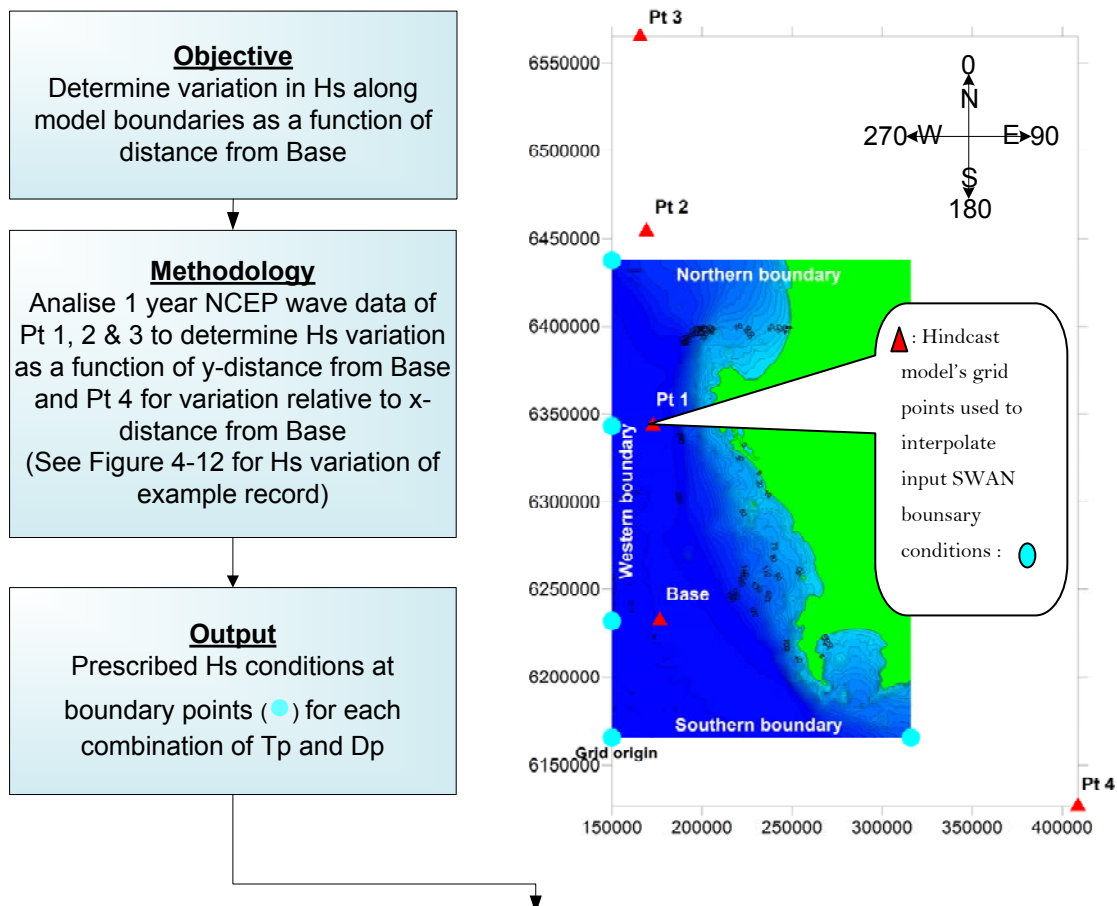 Objective
Determine variation in Hs along
model boundaries as a function of
distance from Base
Methodology
Analise 1 year NCEP wave data of
Pt 1, 2 & 3 to determine Hs variation
as a function of y-distance from Base
and Pt 4 for variation relative to x-
distance from Base
(See Figure 4-12 for Hs variation of
example record)
Output
Prescribed Hs conditions at
boundary points ( ) for each
combination of Tp and Dp
Pt 3
6550000
6500000
6450000
6400000
6350000
6300000
6250000
6200000
6150000
0
N
270 W E 90
S
180
Pt 2
Northern boundary
Pt 1
Western boundary
Base
Southern boundary
Grid origin
Pt 4
150000 200000 250000 300000 350000 400000
: Hindcast
model's grid
points used to
interpolate
input SWAN
bounsary
conditions :